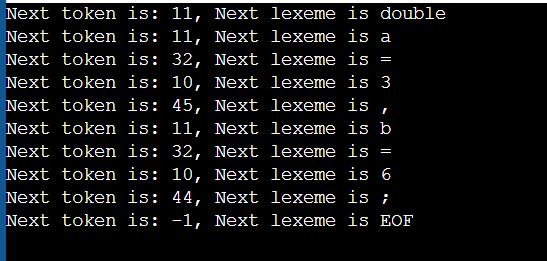 Next token is: 11, Next lexeme is double
Next token is: 11, Next lexeme is a
Next token is: 32, Next lexeme is =
Next token is: 10, Next lexeme is 3
Next token is: 45, Next lexeme is ,
Next token is: 11, Next lexeme is b
Next token is: 32, Next lexeme is =
Next token is: 10, Next lexeme is 6
Next token is: 44, Next lexeme is ;
Next token is: -1, Next lexeme is EOF